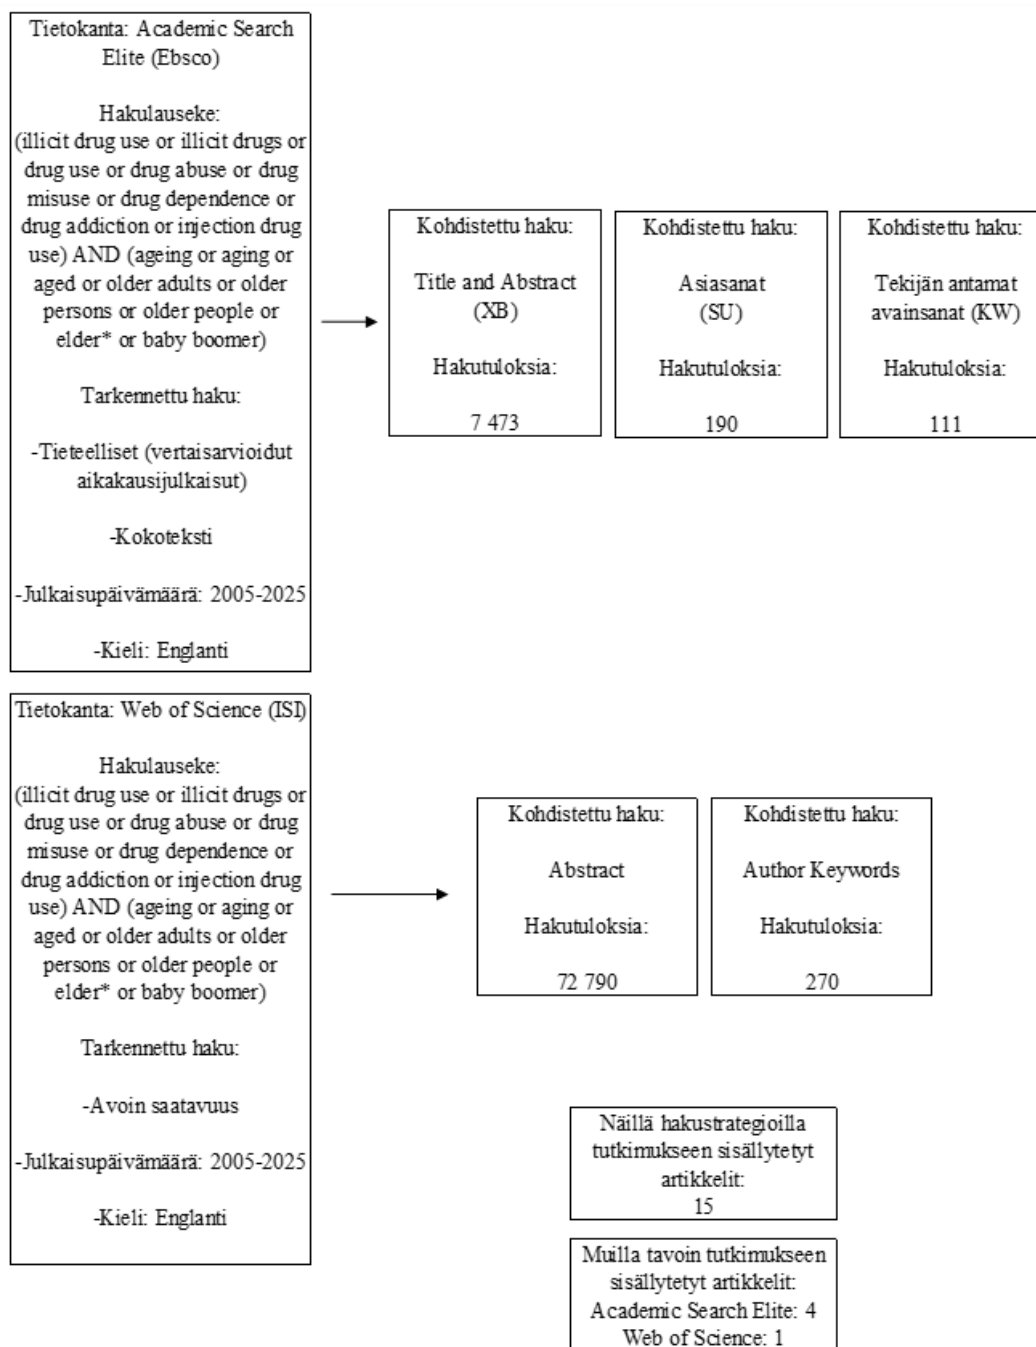 Tietokanta: Academic Search
Elite (Ebsco)
Hakulauseke:
(illicit drug use or illicit drugs or
drug use or drug abuse or drug
misuse or drug dependence or
drug addiction or injection drug
use) AND (ageing or aging or
aged or older adults or older
persons or older people or
elder* or baby boomer)
Tarkennettu haku:
-Tieteelliset (vertaisarvioidut
aikakausijulkaisut)
-Kokoteksti
-Julkaisupäivämäärä: 2005-2025
-Kieli: Englanti
Kohdistettu haku:
Title and Abstract
(XB)
Hakutuloksia:
7 473
Kohdistettu haku:
Asiasanat
(SU)
Hakutuloksia:
190
Kohdistettu haku:
Tekijän antamat
avainsanat (KW)
Hakutuloksia:
111
Tietokanta: Web of Science (ISI)
Hakulauseke:
(illicit drug use or illicit drugs or
drug use or drug abuse or drug
misuse or drug dependence or
drug addiction or injection drug
use) AND (ageing or aging or
aged or older adults or older
persons or older people or
elder* or baby boomer)
Tarkennettu haku:
-Avoin saatavuus
-Julkaisupäivämäärä: 2005-2025
-Kieli: Englanti
Kohdistettu haku:
Abstract
Hakutuloksia:
72 790
Kohdistettu haku:
Author Keywords
Hakutuloksia:
270
Näillä hakustrategioilla
tutkimukseen sisällytetyt
artikkelit:
15
Muilla tavoin tutkimukseen
sisällytetyt artikkelit:
Academic Search Elite: 4
Web of Science: 1